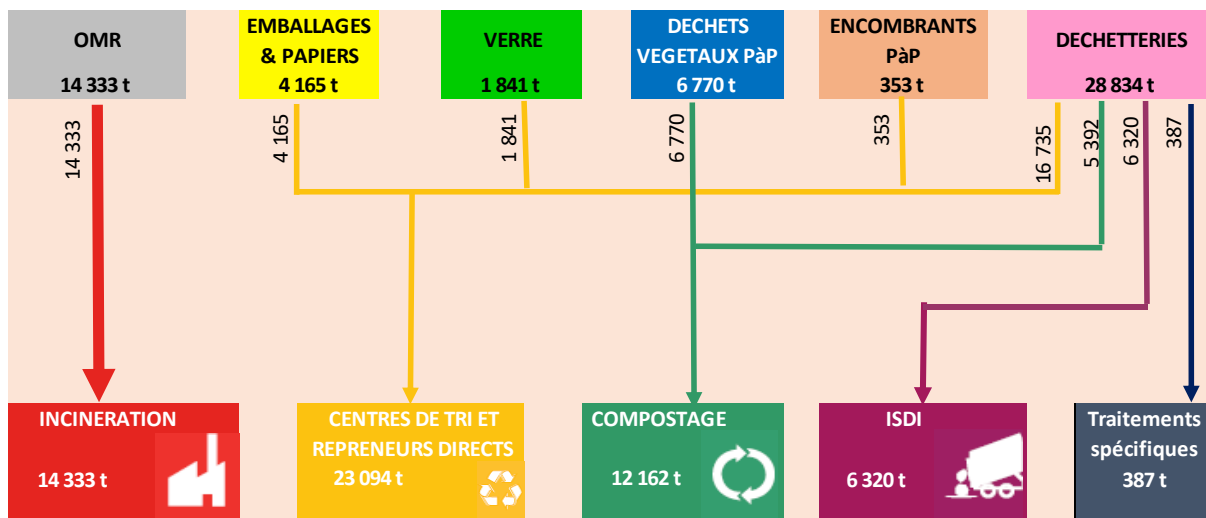 OMR
14 333 t
EMBALLAGES
& PAPIERS
4 165 t
VERRE
1 841 t
DECHETS
VEGETAUX PàP
6 770 t
ENCOMBRANTS
PàP
353 t
DECHETTERIES
28 834 t
14 333
4 165
1 841
6 770
353
16 735
5 392
6 320
387
INCINERATION
14 333 t
CENTRES DE TRI ET
REPRENEURS DIRECTS
23 094 t
COMPOSTAGE
12 162 t
ISDI
6 320 t
Traitements
spécifiques
387 t